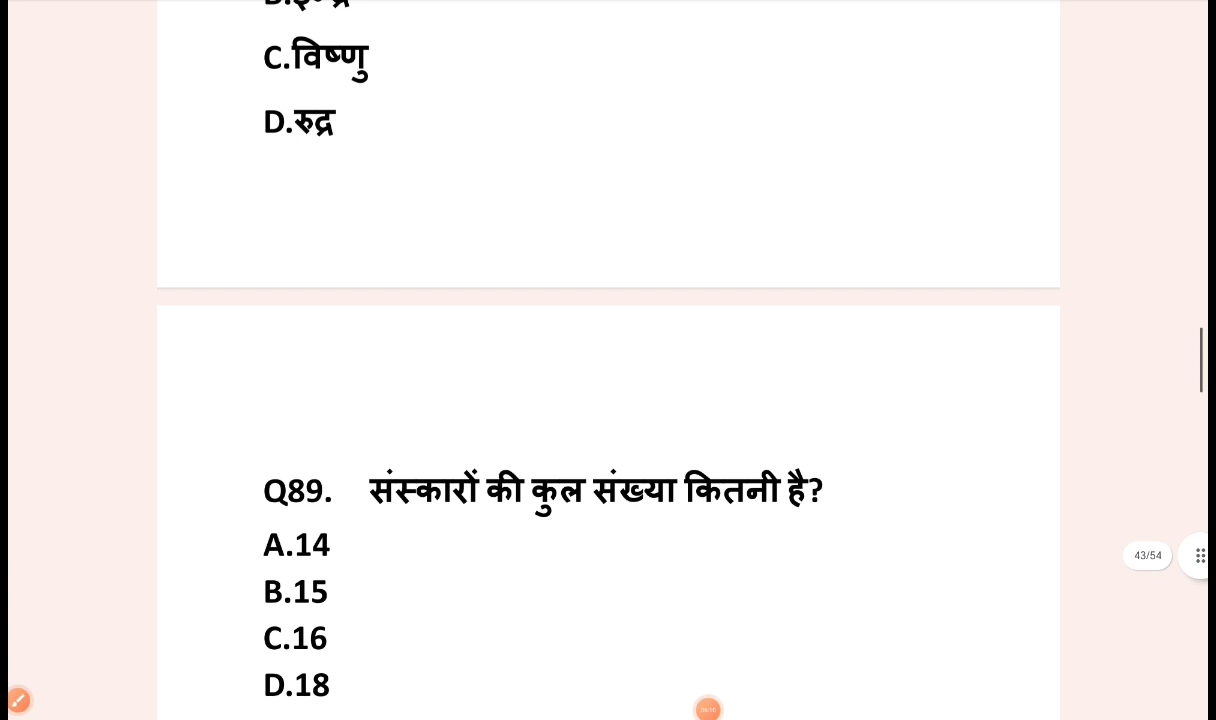 C.विष्णु
D.रुद्र
Q89. संस्कारों की कुल संख्या कितनी है?
A.14
B.15
C.16
D.18
43/54